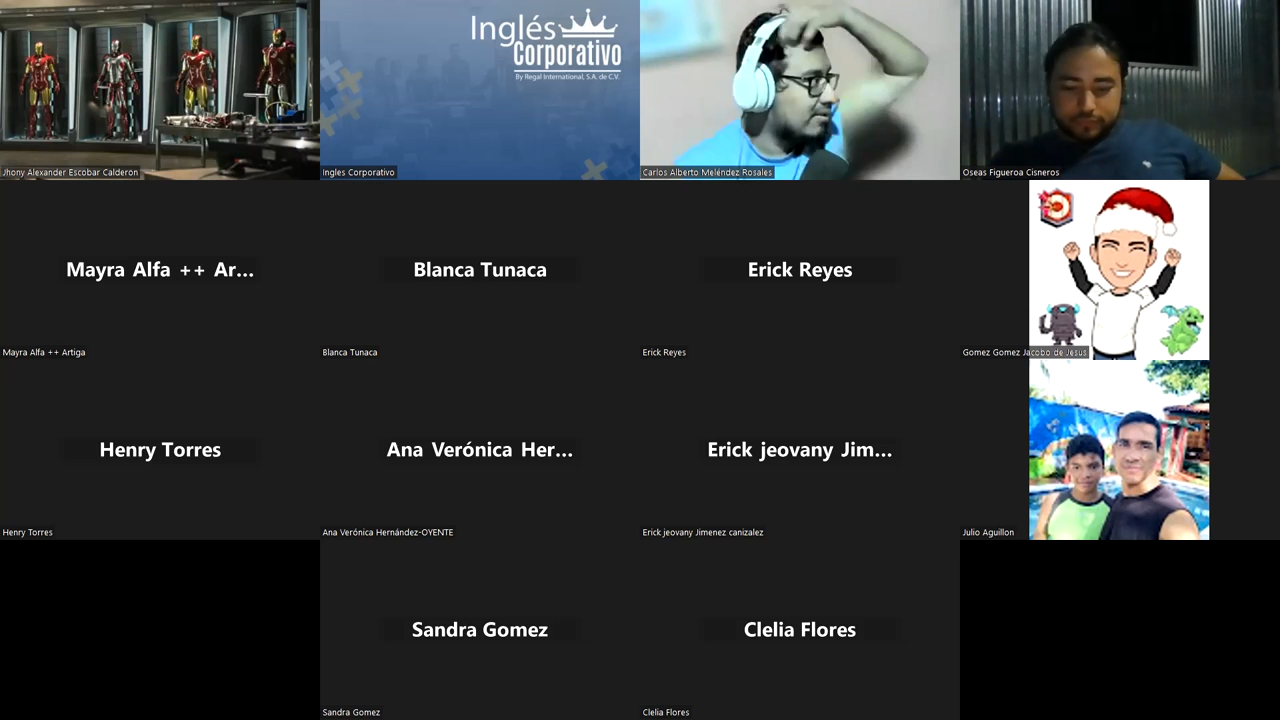 Inglés
Corporativo
By Regal International, S.A. de C.V.
Jhony Alexander Escobar Calderon
Ingles Corporativo
Carlos Alberto Meléndez Rosales
Oseas Figueroa Cisneros
Mayra Alfa ++ Ar...
Blanca Tunaca
Erick Reyes
Mayra Alfa ++ Artiga
Blanca Tunaca
Erick Reyes
Gomez Gomez Jacobo de Jesus
Henry Torres
Ana Verónica Her...
Erick jeovany Jim...
Henry Torres
Ana Verónica Hernández-OYENTE
Erick jeovany Jimenez canizalez
Julio Aguillon
Sandra Gomez
Clelia Flores
Sandra Gomez
Clelia Flores